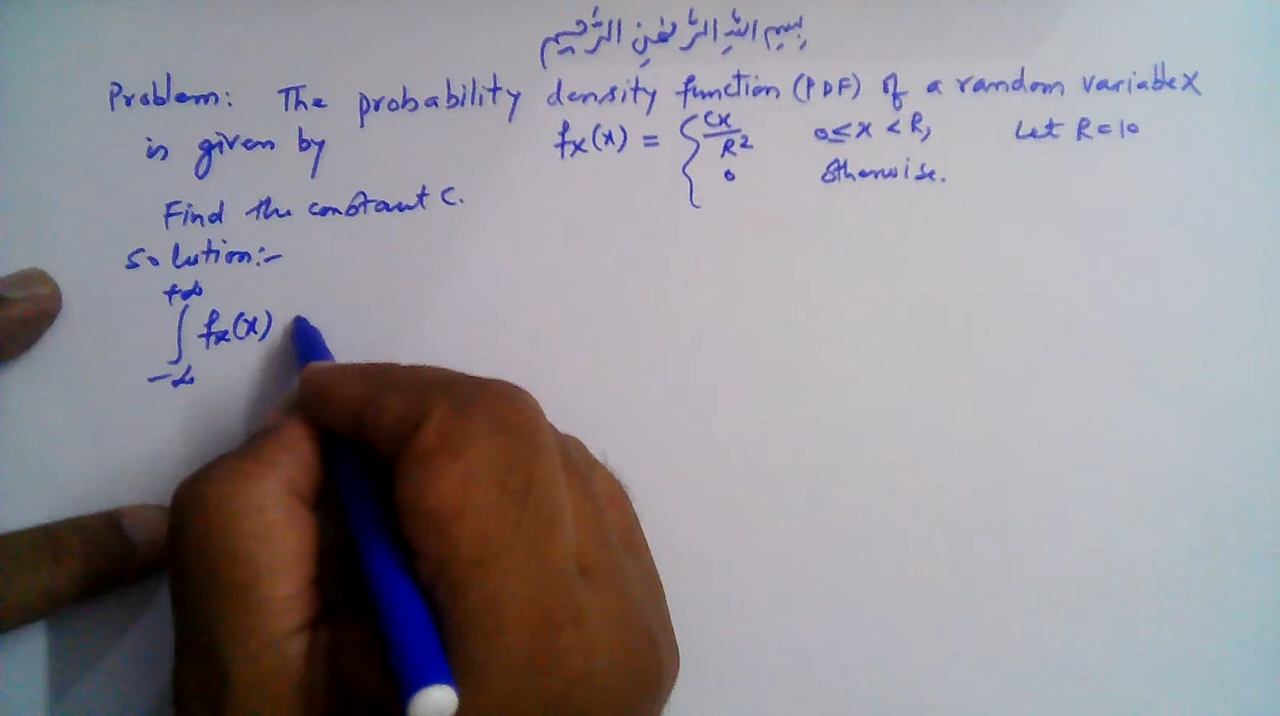 بسم الله الرحمن الرحيم
Problem: The probability density function (PDF) of a random variable X
is given by fx(x) = { cx/R² 0≤x<R, Let R=10
0 otherwise.
Find the constant C.
Solution:-
+∞
∫ fx(x)
-∞